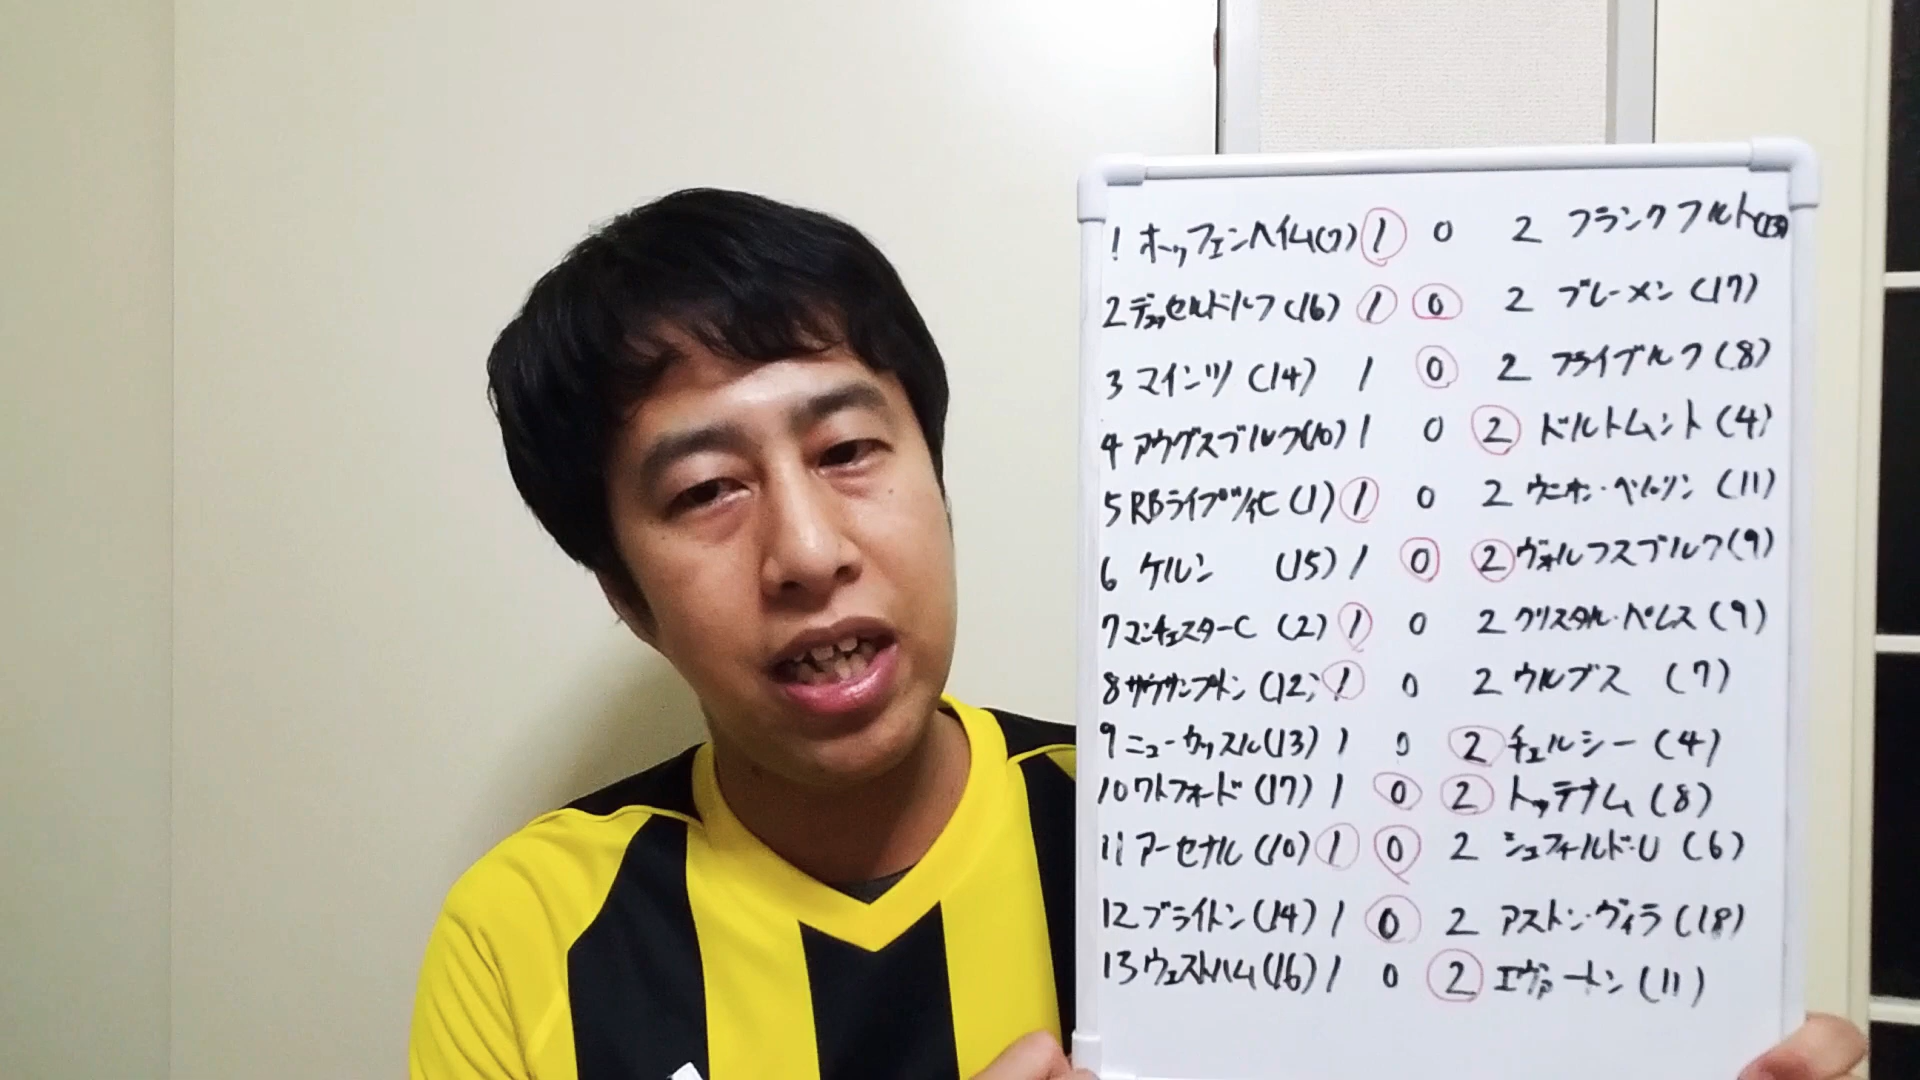 1 ホッフェンハイム(7) 1 0 2 フランクフルト(13)
2 デュッセルドルフ(16) 1 0 2 ブレーメン(17)
3 マインツ (14) 1 0 2 フライブルク(8)
4 アウグスブルク(10) 1 0 2 ドルトムント(4)
5 RBライプツィヒ(1) 1 0 2 ウニオン・ベルリン(11)
6 ケルン (15) 1 0 2 ヴォルフスブルク(9)
7 マンチェスターC (2) 1 0 2 クリスタル・パレス(9)
8 サウサンプトン(12) 1 0 2 ウルブス (7)
9 ニューカッスル(13) 1 0 2 チェルシー(4)
10 ワトフォード(17) 1 0 2 トッテナム(8)
11 アーセナル(10) 1 0 2 シェフィールド・U(6)
12 ブライトン(14) 1 0 2 アストン・ヴィラ(18)
13 ウェストハム(16) 1 0 2 エヴァートン(11)